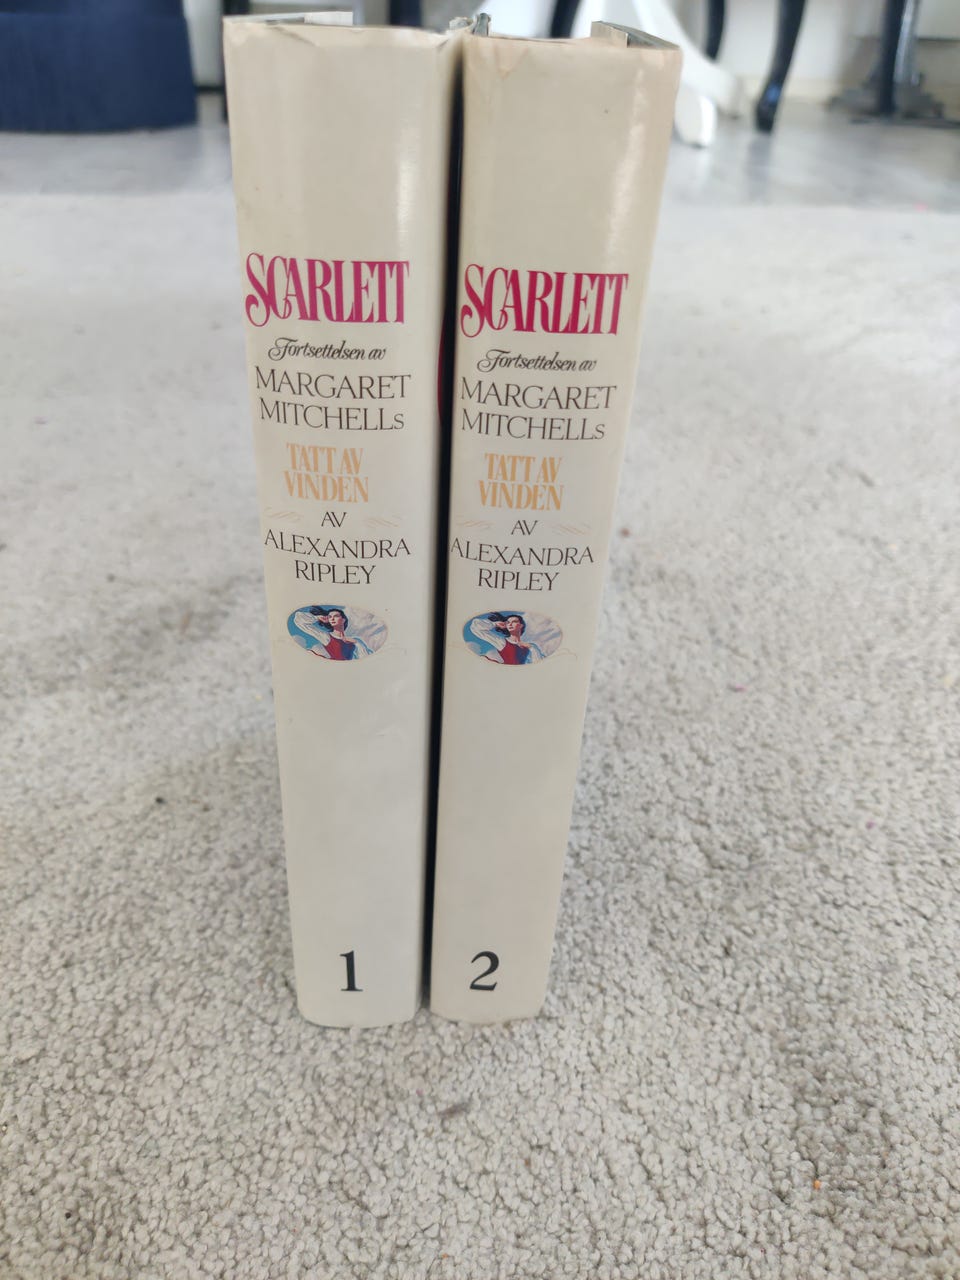 SCARLETT
Fortsettelsen av
MARGARET
MITCHELLs
TATT AV
VINDEN
AV
ALEXANDRA
RIPLEY
1
SCARLETT
Fortsettelsen av
MARGARET
MITCHELLs
TATT AV
VINDEN
AV
ALEXANDRA
RIPLEY
2